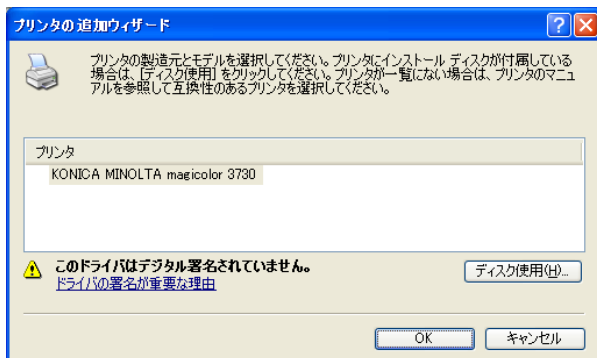 プリンタの追加ウィザード
プリンタの製造元とモデルを選択してください。プリンタにインストール ディスクが付属している
場合は、[ディスク使用] をクリックしてください。プリンタが一覧にない場合は、プリンタのマニュ
アルを参照して互換性のあるプリンタを選択してください。
プリンタ
KONICA MINOLTA magicolor 3730
このドライバはデジタル署名されていません。
ディスク使用(H)...
ドライバの署名が重要な理由
OK
キャンセル